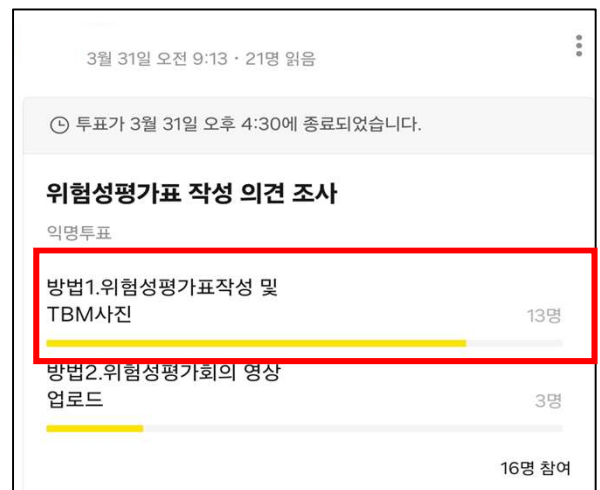 3월 31일 오전 9:13 · 21명 읽음
투표가 3월 31일 오후 4:30에 종료되었습니다.
위험성평가표 작성 의견 조사
익명투표
방법1.위험성평가표작성 및
TBM사진
13명
방법2.위험성평가회의 영상
업로드
3명
16명 참여